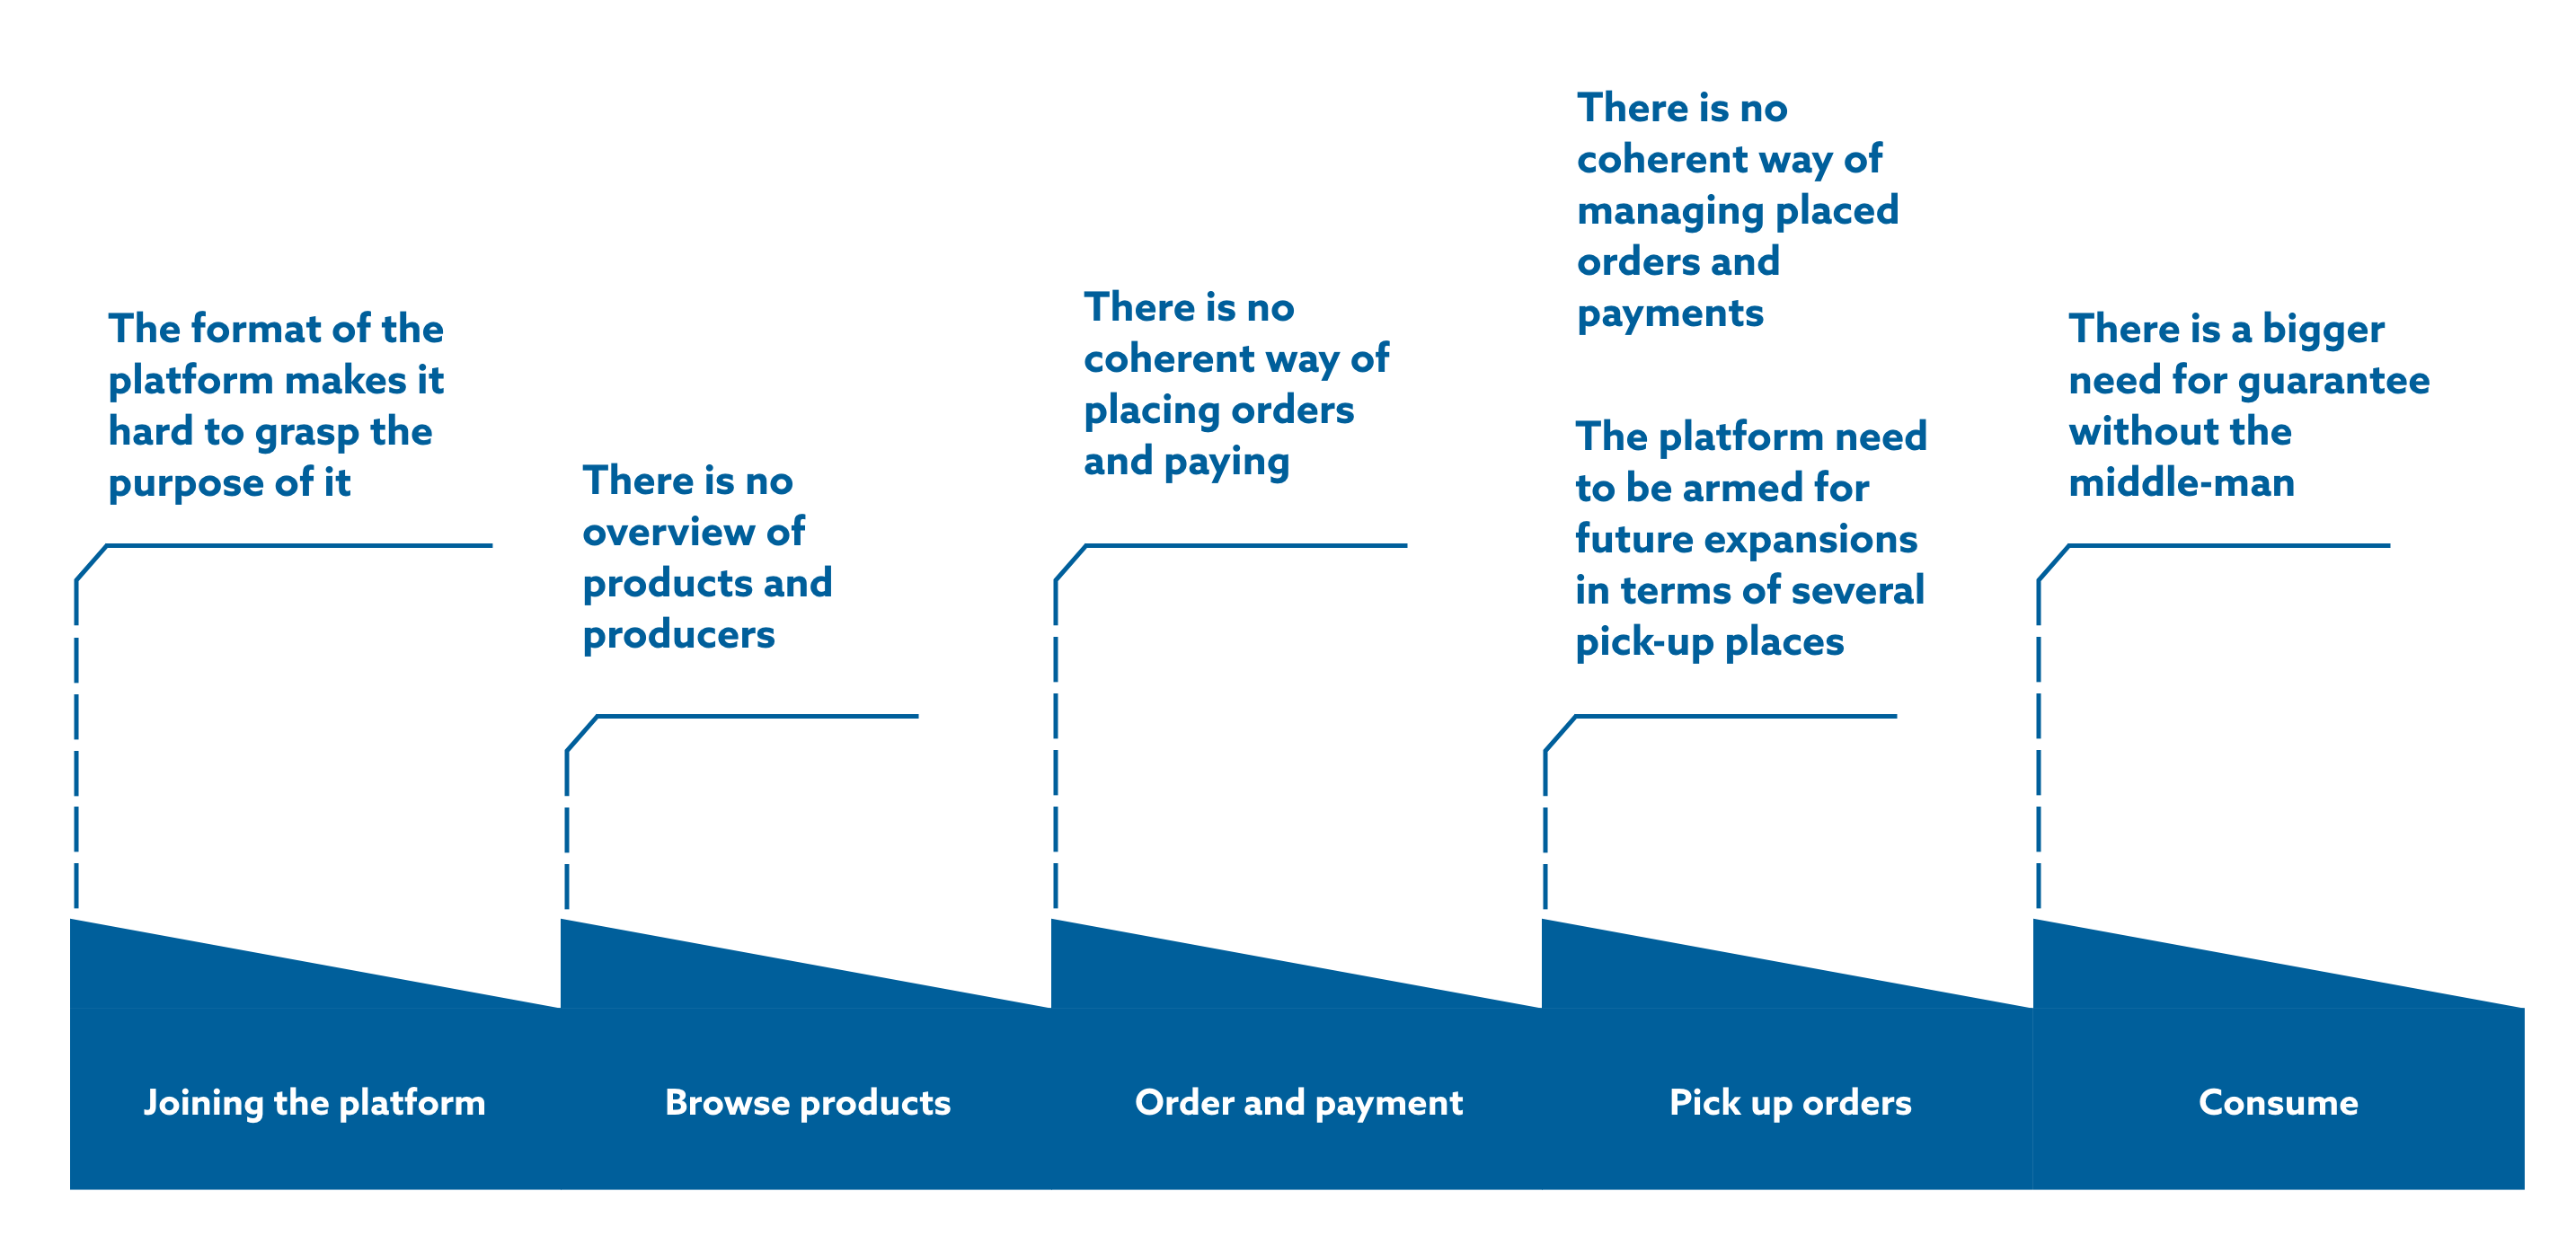 The format of the
platform makes it
hard to grasp the
purpose of it
There is no
overview of
products and
producers
There is no
coherent way of
placing orders
and paying
There is no
coherent way of
managing placed
orders and
payments
The platform need
to be armed for
future expansions
in terms of several
pick-up places
There is a bigger
need for guarantee
without the
middle-man
Joining the platform
Browse products
Order and payment
Pick up orders
Consume